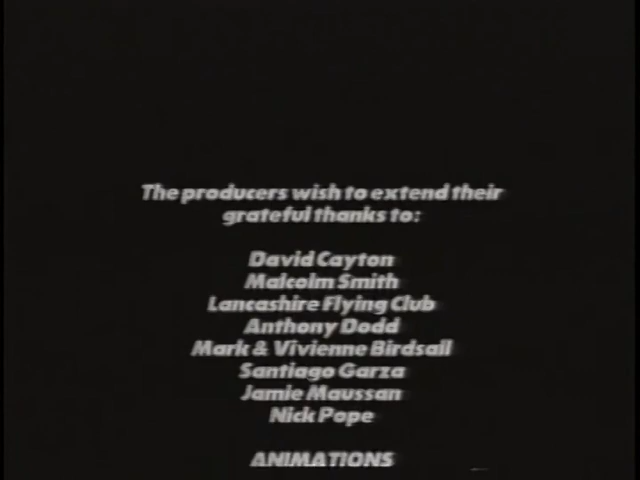 The producers wish to extend their
grateful thanks to:
David Cayton
Malcolm Smith
Lancashire Flying Club
Anthony Dodd
Mark & Vivienne Birdsall
Santiago Garza
Jamie Maussan
Nick Pope
ANIMATIONS